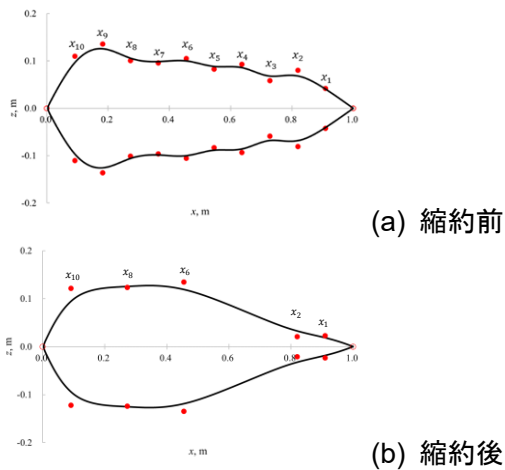 0.2
x₁₀ x₉ x₈ x₇ x₆ x₅ x₄ x₃ x₂ x₁
0.1
z, m
0.0
0.0 0.2 0.4 0.6 0.8 1.0
-0.1
-0.2
x, m
(a) 縮約前
0.2
x₁₀ x₈ x₆ x₂ x₁
0.1
z, m
0.0
0.0 0.2 0.4 0.6 0.8 1.0
-0.1
-0.2
x, m
(b) 縮約後